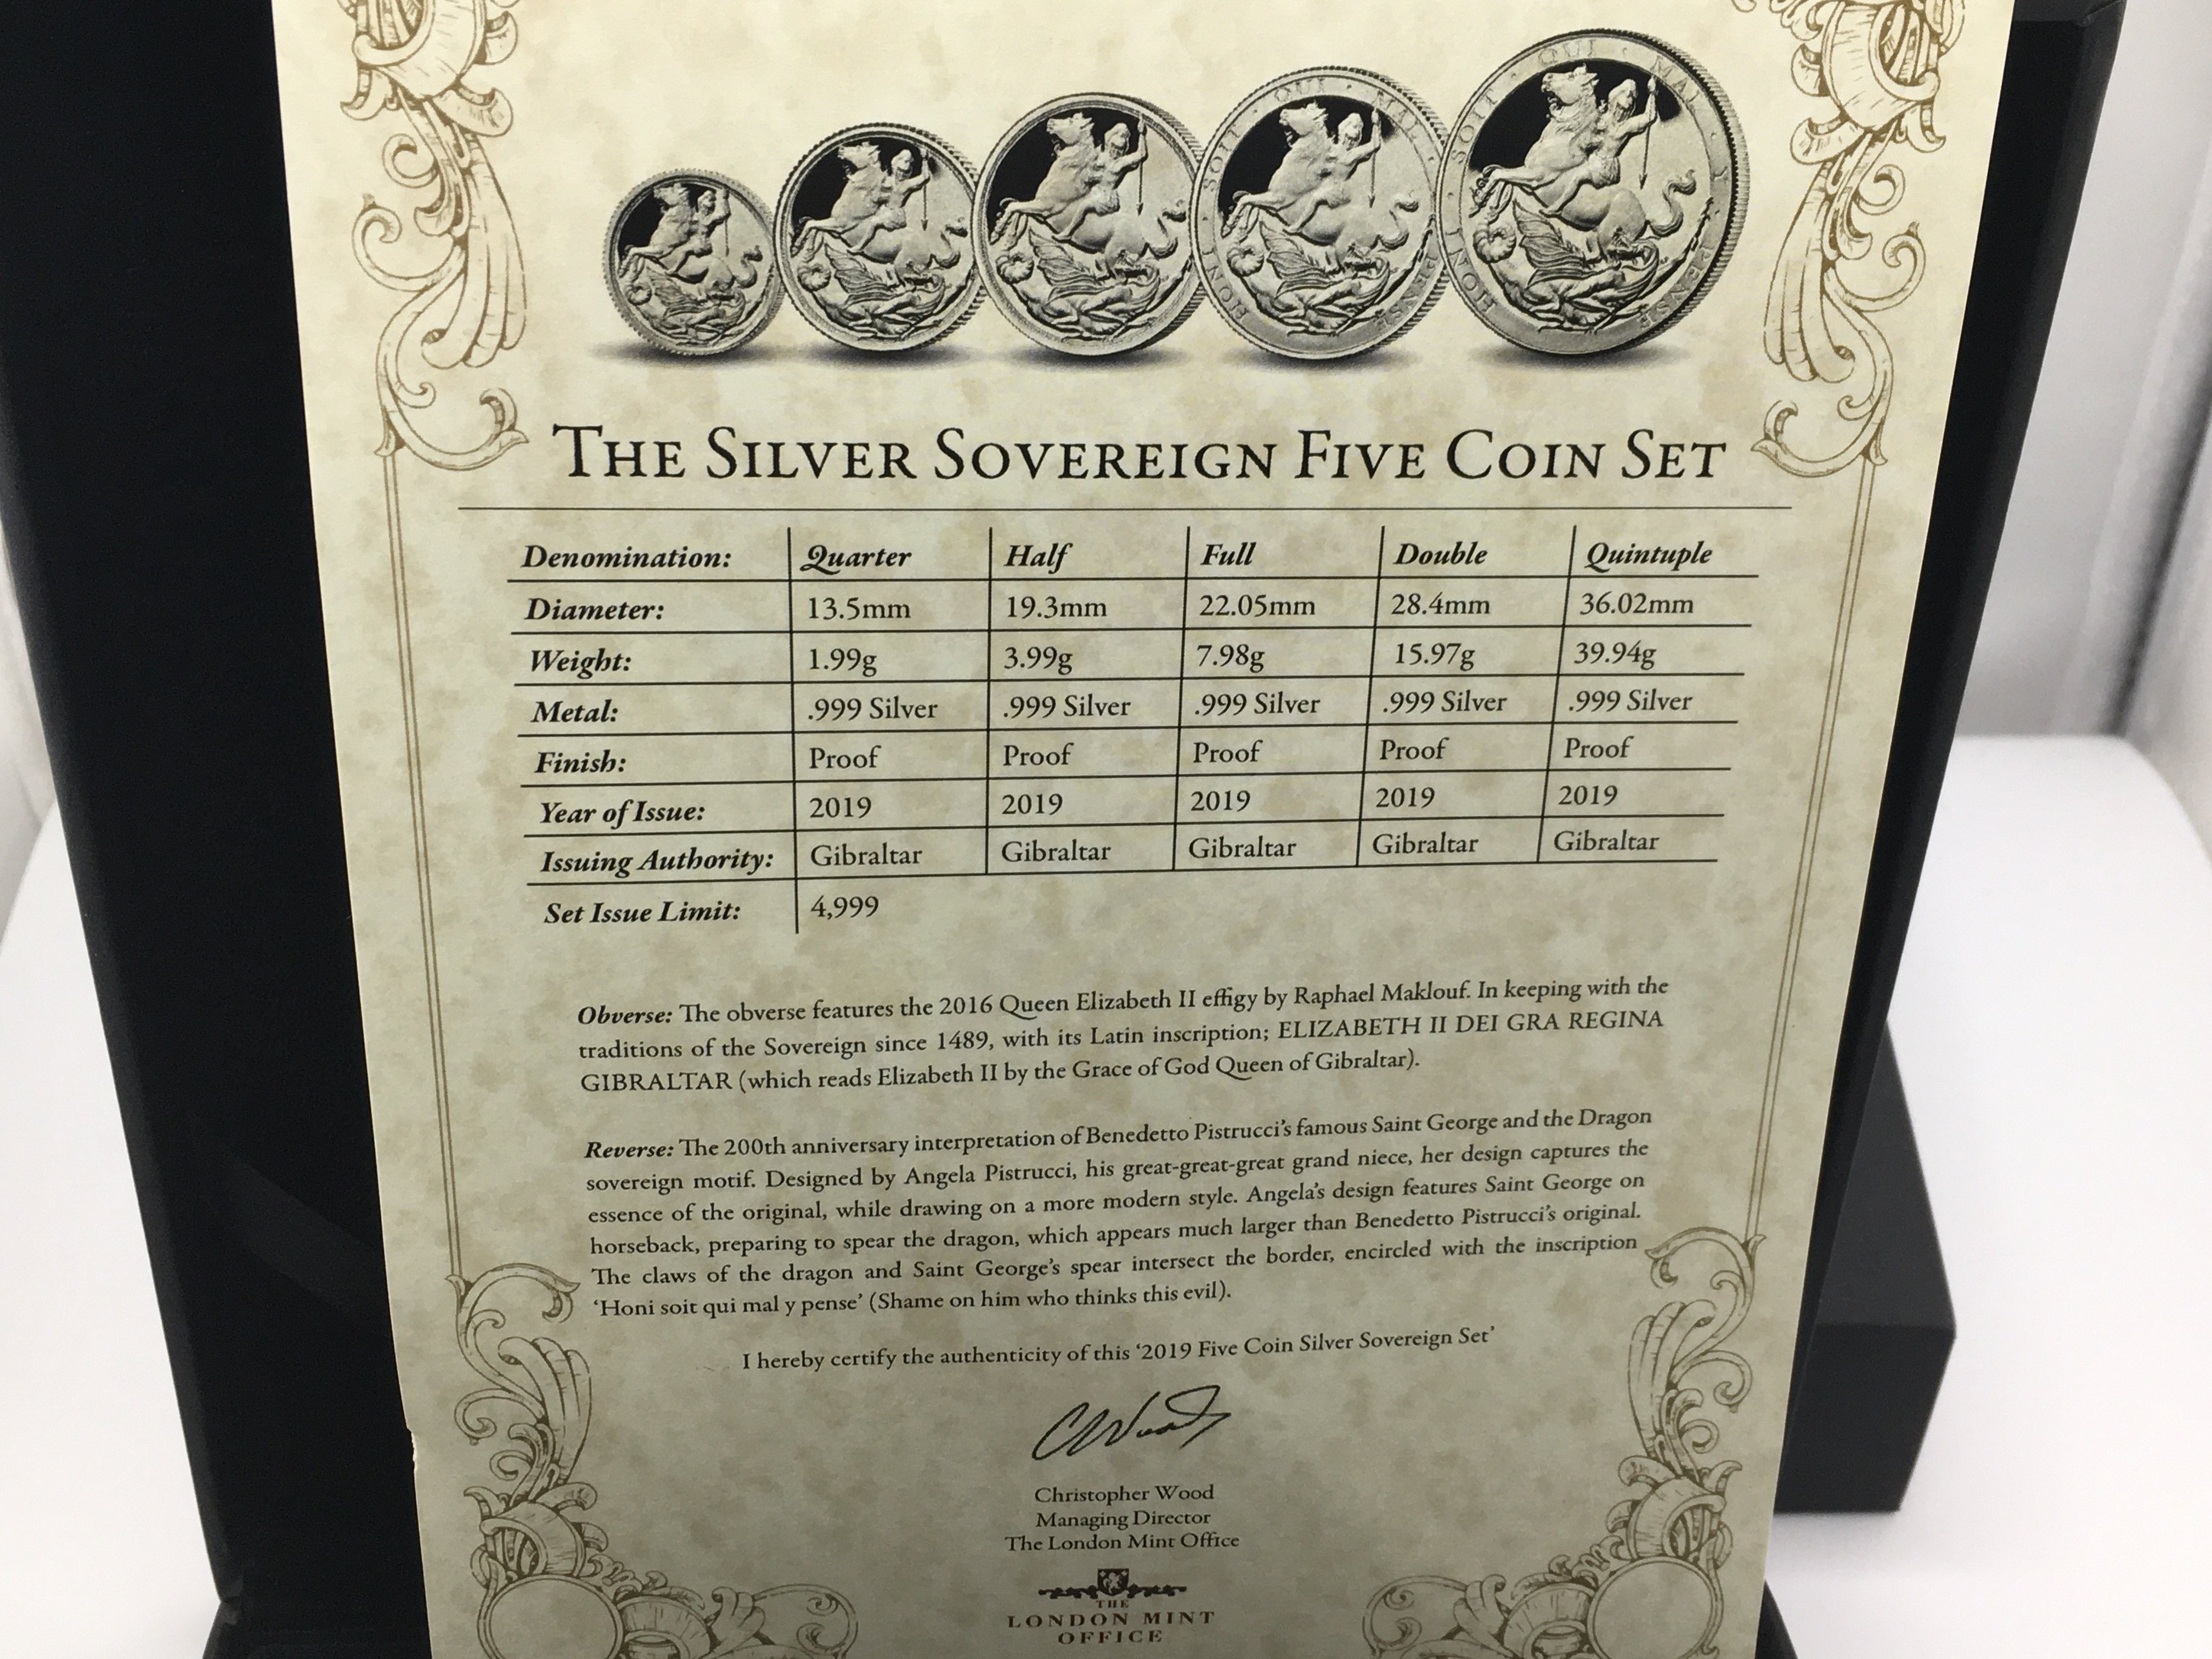 HONI · SOIT · QUI · MAL · Y · PENSE
HONI · SOIT · QUI · MAL · Y · PENSE
THE SILVER SOVEREIGN FIVE COIN SET
Denomination: Quarter Half Full Double Quintuple
Diameter: 13.5mm 19.3mm 22.05mm 28.4mm 36.02mm
Weight: 1.99g 3.99g 7.98g 15.97g 39.94g
Metal: .999 Silver .999 Silver .999 Silver .999 Silver .999 Silver
Finish: Proof Proof Proof Proof Proof
Year of Issue: 2019 2019 2019 2019 2019
Issuing Authority: Gibraltar Gibraltar Gibraltar Gibraltar Gibraltar
Set Issue Limit: 4,999
Obverse: The obverse features the 2016 Queen Elizabeth II effigy by Raphael Maklouf. In keeping with the
traditions of the Sovereign since 1489, with its Latin inscription; ELIZABETH II DEI GRA REGINA
GIBRALTAR (which reads Elizabeth II by the Grace of God Queen of Gibraltar).
Reverse: The 200th anniversary interpretation of Benedetto Pistrucci's famous Saint George and the Dragon
sovereign motif. Designed by Angela Pistrucci, his great-great-great grand niece, her design captures the
essence of the original, while drawing on a more modern style. Angela's design features Saint George on
horseback, preparing to spear the dragon, which appears much larger than Benedetto Pistrucci's original.
The claws of the dragon and Saint George's spear intersect the border, encircled with the inscription
'Honi soit qui mal y pense' (Shame on him who thinks this evil).
I hereby certify the authenticity of this '2019 Five Coin Silver Sovereign Set'
CWood
Christopher Wood
Managing Director
The London Mint Office
THE
LONDON MINT
OFFICE